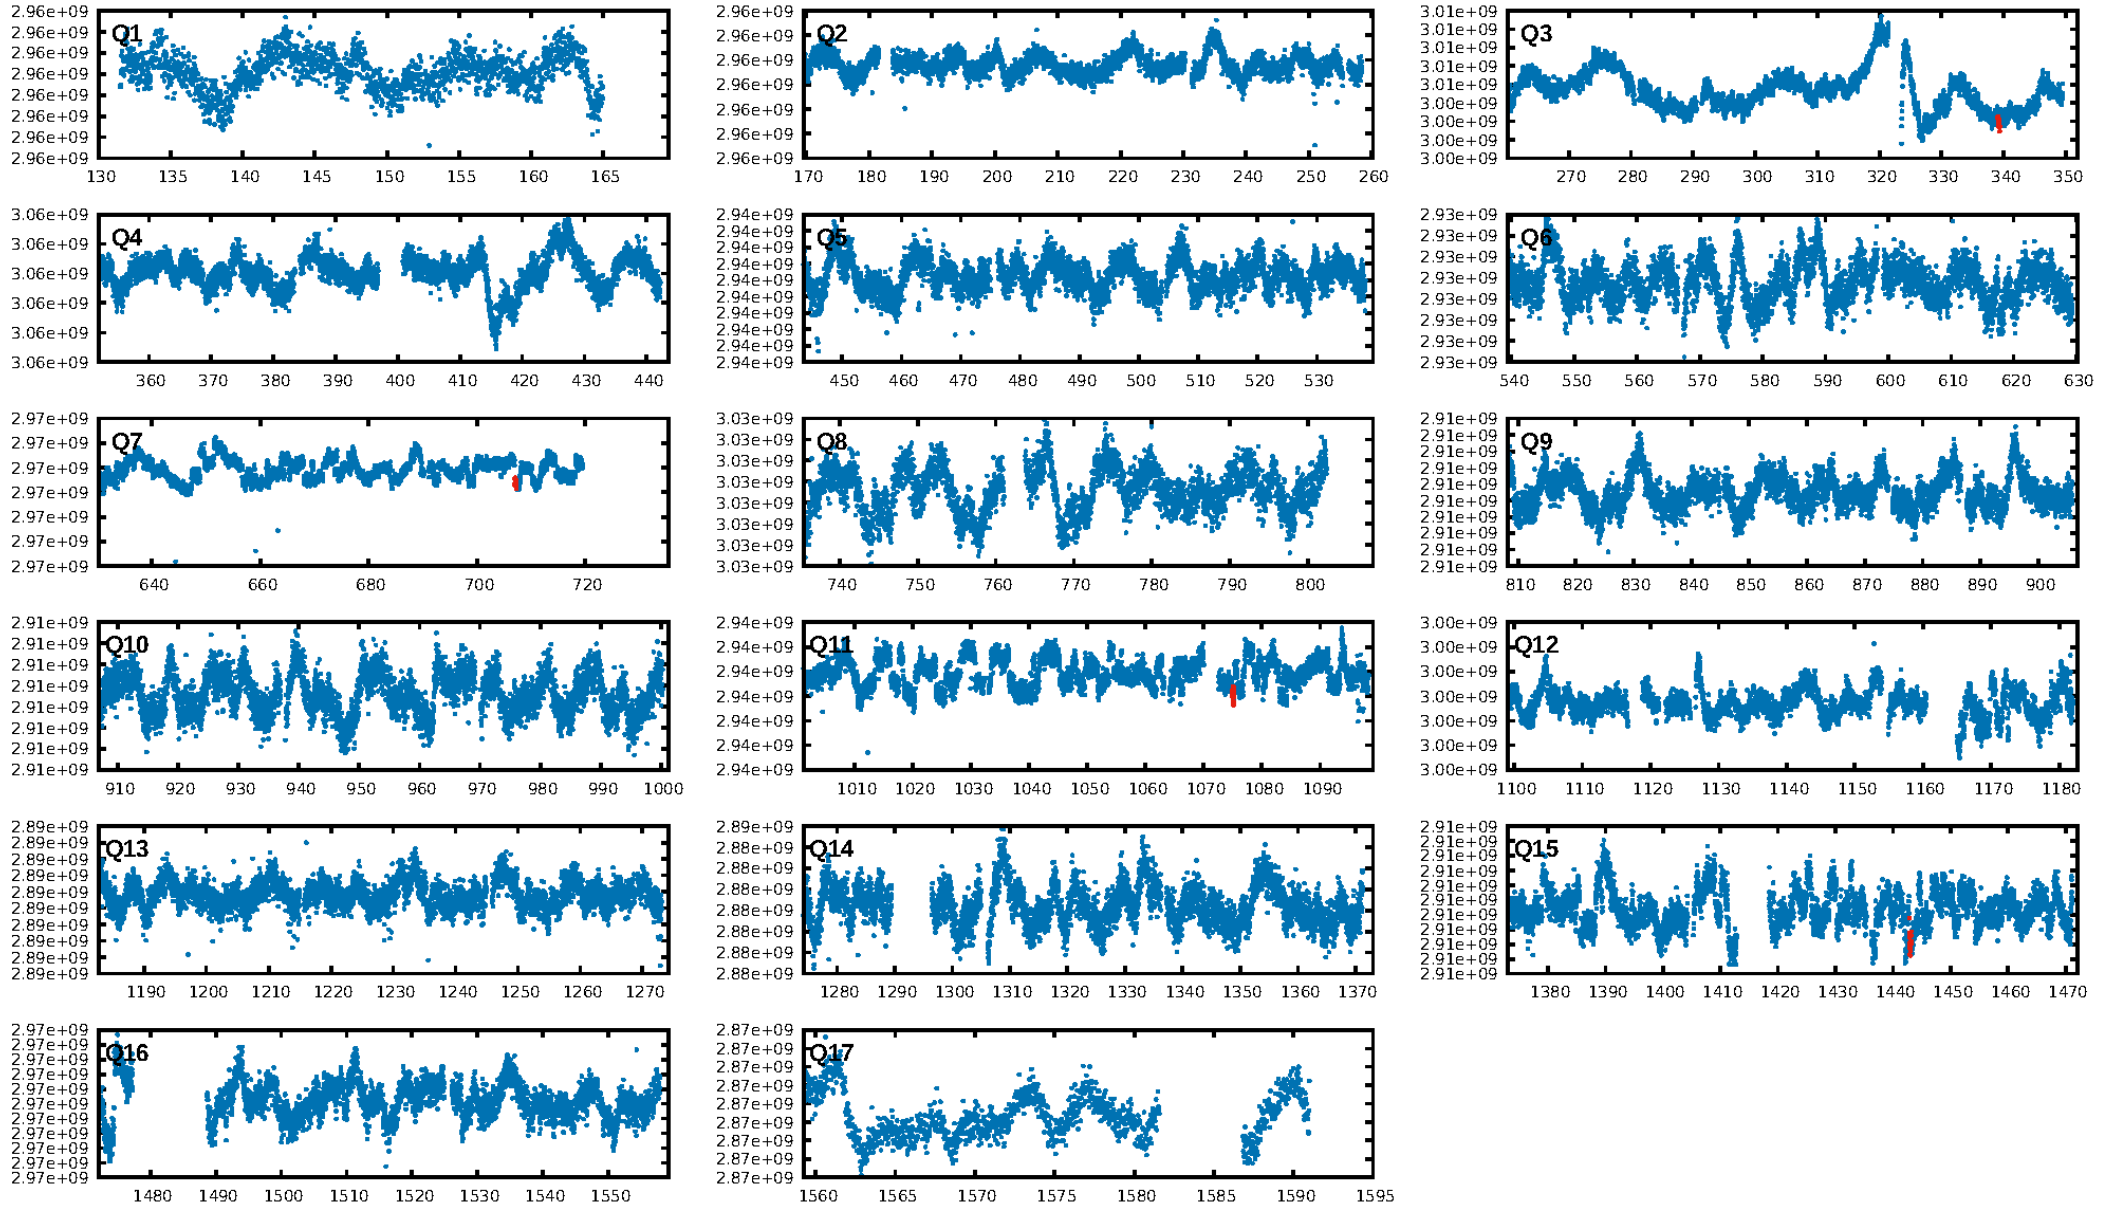 2.96e+09
2.96e+09
2.96e+09
2.96e+09
2.96e+09
2.96e+09
2.96e+09
2.96e+09
Q1
130 135 140 145 150 155 160 165
2.96e+09
2.96e+09
2.96e+09
2.96e+09
2.96e+09
2.96e+09
2.96e+09
Q2
170 180 190 200 210 220 230 240 250 260
3.01e+09
3.01e+09
3.01e+09
3.01e+09
3.01e+09
3.00e+09
3.00e+09
3.00e+09
3.00e+09
Q3
270 280 290 300 310 320 330 340 350
3.06e+09
3.06e+09
3.06e+09
3.06e+09
3.06e+09
3.06e+09
Q4
360 370 380 390 400 410 420 430 440
2.94e+09
2.94e+09
2.94e+09
2.94e+09
2.94e+09
2.94e+09
2.94e+09
2.94e+09
2.94e+09
2.94e+09
Q5
450 460 470 480 490 500 510 520 530
2.93e+09
2.93e+09
2.93e+09
2.93e+09
2.93e+09
2.93e+09
2.93e+09
2.93e+09
Q6
540 550 560 570 580 590 600 610 620 630
2.97e+09
2.97e+09
2.97e+09
2.97e+09
2.97e+09
2.97e+09
2.97e+09
Q7
640 660 680 700 720
3.03e+09
3.03e+09
3.03e+09
3.03e+09
3.03e+09
3.03e+09
3.03e+09
3.03e+09
Q8
740 750 760 770 780 790 800
2.91e+09
2.91e+09
2.91e+09
2.91e+09
2.91e+09
2.91e+09
2.91e+09
2.91e+09
2.91e+09
2.91e+09
Q9
810 820 830 840 850 860 870 880 890 900
2.91e+09
2.91e+09
2.91e+09
2.91e+09
2.91e+09
2.91e+09
2.91e+09
2.91e+09
Q10
910 920 930 940 950 960 970 980 990 1000
2.94e+09
2.94e+09
2.94e+09
2.94e+09
2.94e+09
2.94e+09
2.94e+09
Q11
1010 1020 1030 1040 1050 1060 1070 1080 1090
3.00e+09
3.00e+09
3.00e+09
3.00e+09
3.00e+09
3.00e+09
3.00e+09
Q12
1100 1110 1120 1130 1140 1150 1160 1170 1180
2.89e+09
2.89e+09
2.89e+09
2.89e+09
2.89e+09
2.89e+09
2.89e+09
2.89e+09
2.89e+09
2.89e+09
Q13
1190 1200 1210 1220 1230 1240 1250 1260 1270
2.89e+09
2.88e+09
2.88e+09
2.88e+09
2.88e+09
2.88e+09
2.88e+09
2.88e+09
Q14
1280 1290 1300 1310 1320 1330 1340 1350 1360 1370
2.91e+09
2.91e+09
2.91e+09
2.91e+09
2.91e+09
2.91e+09
2.91e+09
2.91e+09
2.91e+09
2.91e+09
2.91e+09
Q15
1380 1390 1400 1410 1420 1430 1440 1450 1460 1470
2.97e+09
2.97e+09
2.97e+09
2.97e+09
2.97e+09
2.97e+09
2.97e+09
2.97e+09
2.97e+09
2.97e+09
2.97e+09
Q16
1480 1490 1500 1510 1520 1530 1540 1550
2.87e+09
2.87e+09
2.87e+09
2.87e+09
2.87e+09
2.87e+09
2.87e+09
2.87e+09
2.87e+09
Q17
1560 1565 1570 1575 1580 1585 1590 1595